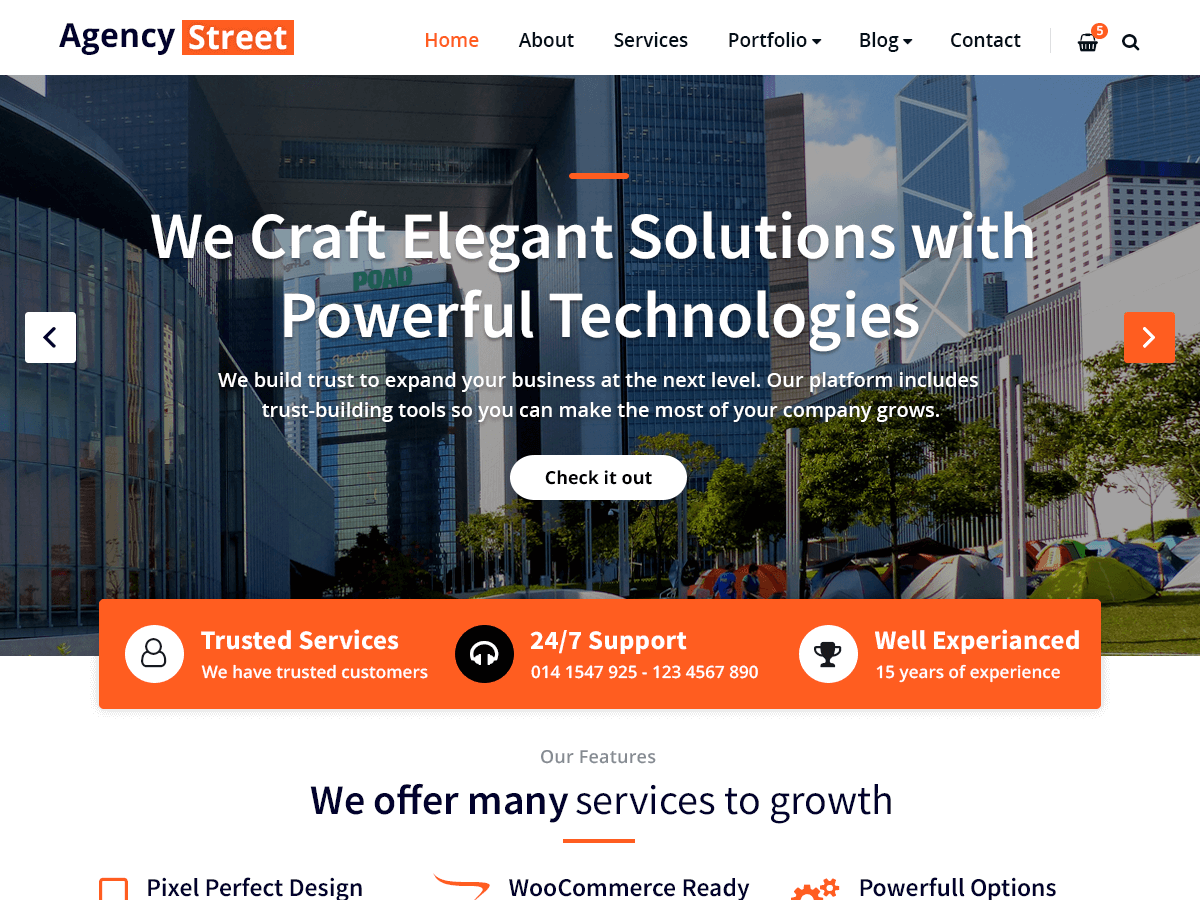 Agency Street
Home About Services Portfolio Blog Contact 5
We Craft Elegant Solutions with
Powerful Technologies
POAD
We build trust to expand your business at the next level. Our platform includes
trust-building tools so you can make the most of your company grows.
Check it out
Trusted Services
We have trusted customers
24/7 Support
014 1547 925 - 123 4567 890
Well Experianced
15 years of experience
Our Features
We offer many services to growth
Pixel Perfect Design
WooCommerce Ready
Powerfull Options